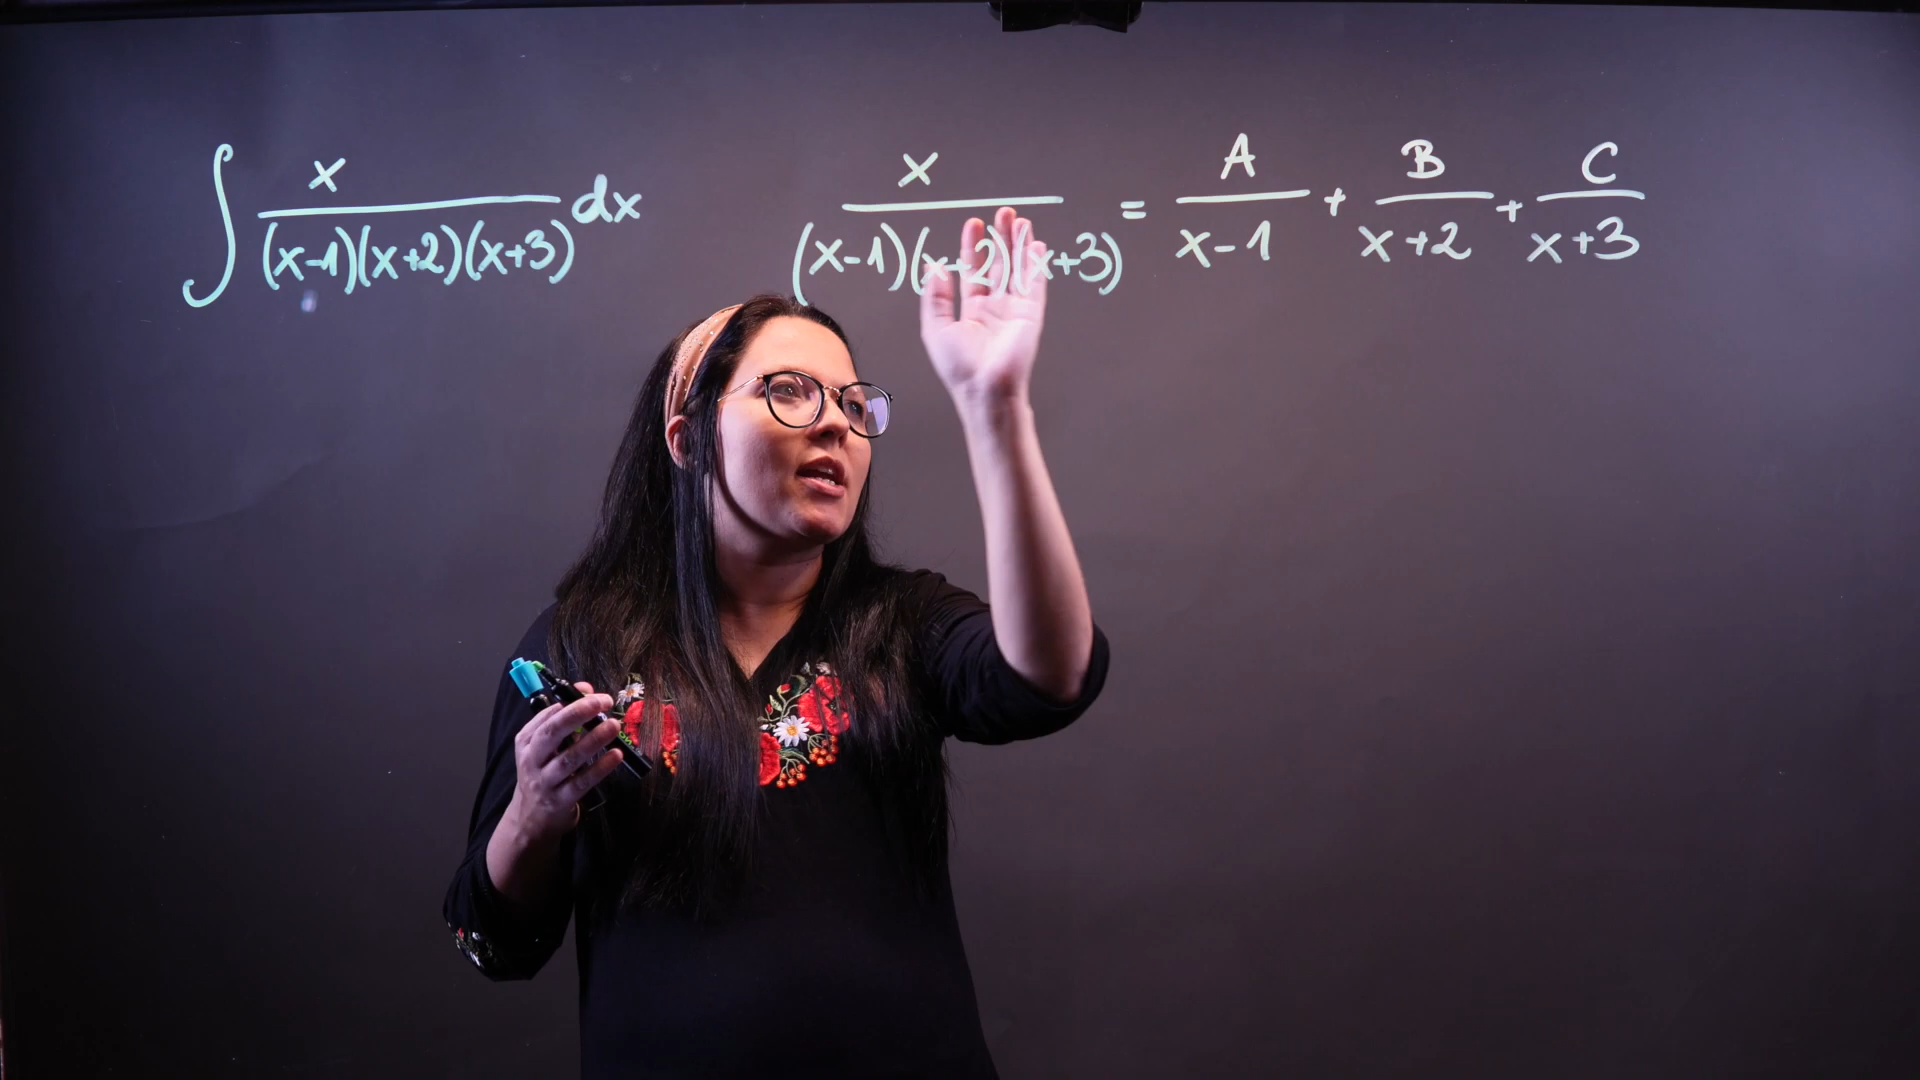 ∫ x / (x-1)(x+2)(x+3) dx
x / (x-1)(x+2)(x+3) = A / x-1 + B / x+2 + C / x+3